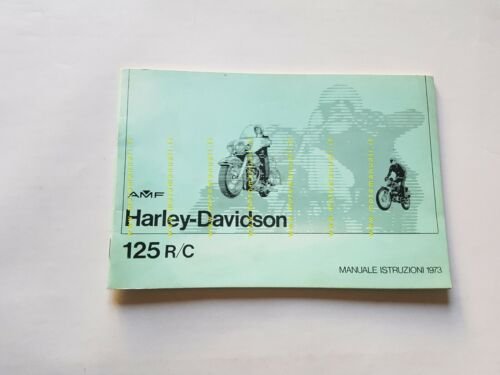 AMF
Harley-Davidson
125 R/C
MANUALE ISTRUZIONI 1973